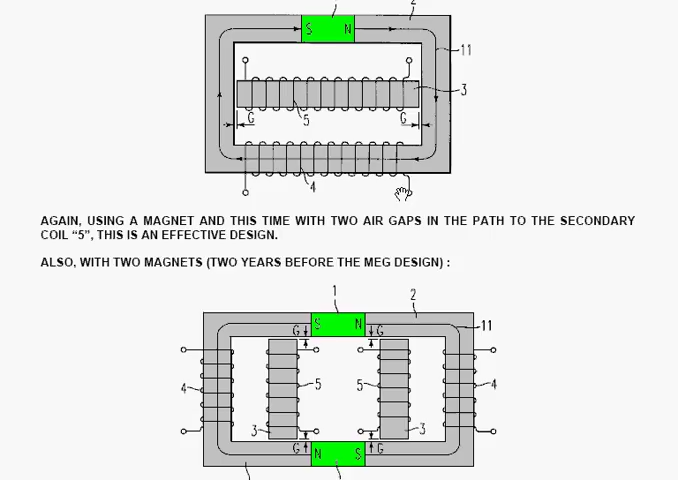 2
S N
11
3
G 5 G
4
AGAIN, USING A MAGNET AND THIS TIME WITH TWO AIR GAPS IN THE PATH TO THE SECONDARY
COIL “5”, THIS IS AN EFFECTIVE DESIGN.
ALSO, WITH TWO MAGNETS (TWO YEARS BEFORE THE MEG DESIGN) :
1 2
S N 11
G G
4 5 5 4
3 3
G G
N S